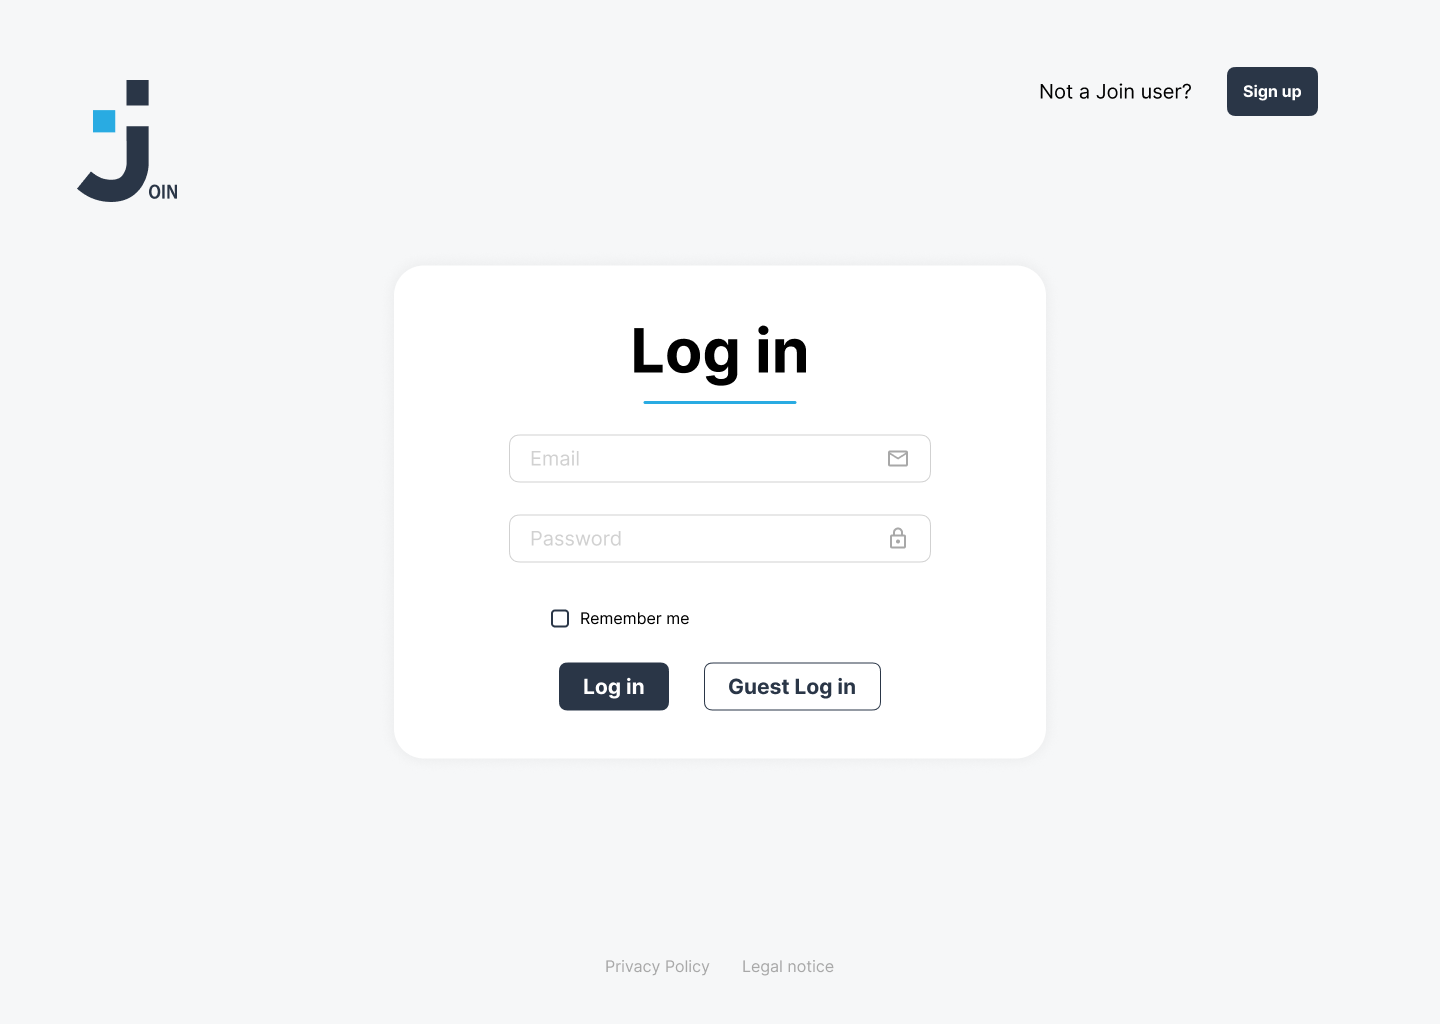 Not a Join user?
Sign up
JOIN
Log in
Email
Password
Remember me
Log in
Guest Log in
Privacy Policy
Legal notice